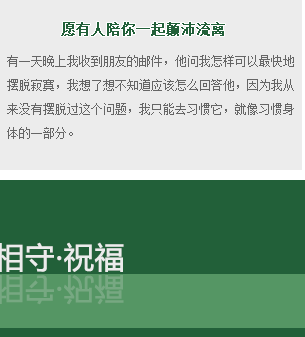 愿有人陪你一起颠沛流离
有一天晚上我收到朋友的邮件，他问我怎样可以最快地
摆脱寂寞，我想了想不知道应该怎么回答他，因为我从
来没有摆脱过这个问题，我只能去习惯它，就像习惯身
体的一部分。
相守·祝福